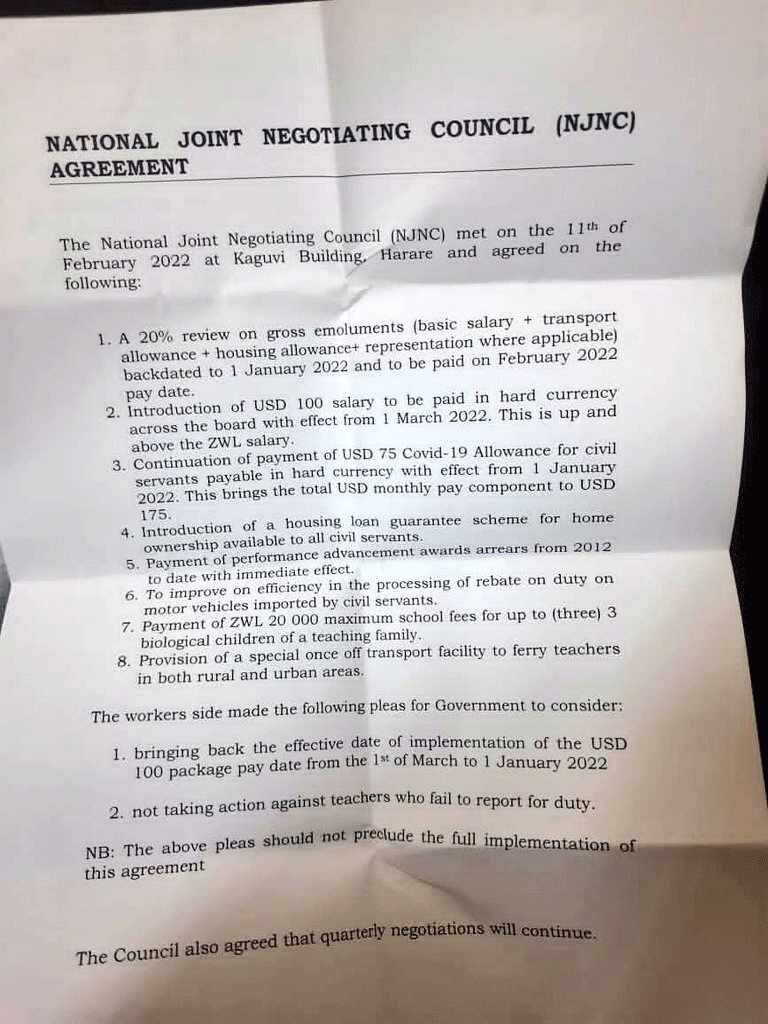 NATIONAL JOINT NEGOTIATING COUNCIL (NJNC)
AGREEMENT
The National Joint Negotiating Council (NJNC) met on the 11th of
February 2022 at Kaguvi Building, Harare and agreed on the
following:
1. A 20% review on gross emoluments (basic salary + transport
allowance + housing allowance+ representation where applicable)
backdated to 1 January 2022 and to be paid on February 2022
pay date.
2. Introduction of USD 100 salary to be paid in hard currency
across the board with effect from 1 March 2022. This is up and
above the ZWL salary.
3. Continuation of payment of USD 75 Covid-19 Allowance for civil
servants payable in hard currency with effect from 1 January
2022. This brings the total USD monthly pay component to USD
175.
4. Introduction of a housing loan guarantee scheme for home
ownership available to all civil servants.
5. Payment of performance advancement awards arrears from 2012
to date with immediate effect.
6. To improve on efficiency in the processing of rebate on duty on
motor vehicles imported by civil servants.
7. Payment of ZWL 20 000 maximum school fees for up to (three) 3
biological children of a teaching family.
8. Provision of a special once off transport facility to ferry teachers
in both rural and urban areas.
The workers side made the following pleas for Government to consider:
1. bringing back the effective date of implementation of the USD
100 package pay date from the 1st of March to 1 January 2022
2. not taking action against teachers who fail to report for duty.
NB: The above pleas should not preclude the full implementation of
this agreement
The Council also agreed that quarterly negotiations will continue.